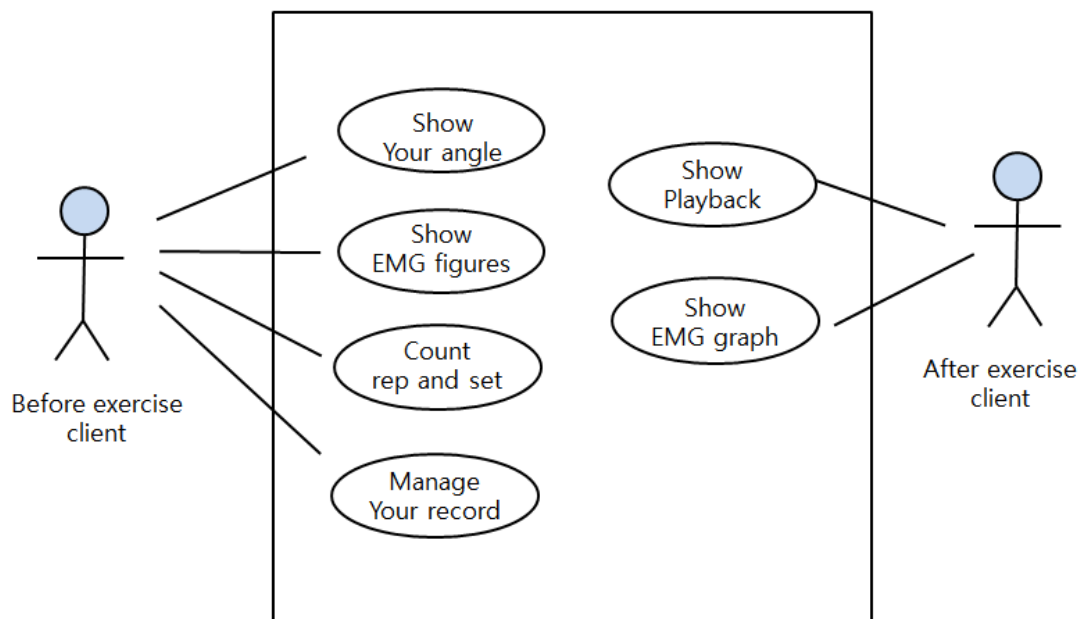 Show
Your angle
Show
EMG figures
Count
rep and set
Manage
Your record
Show
Playback
Show
EMG graph
Before exercise
client
After exercise
client